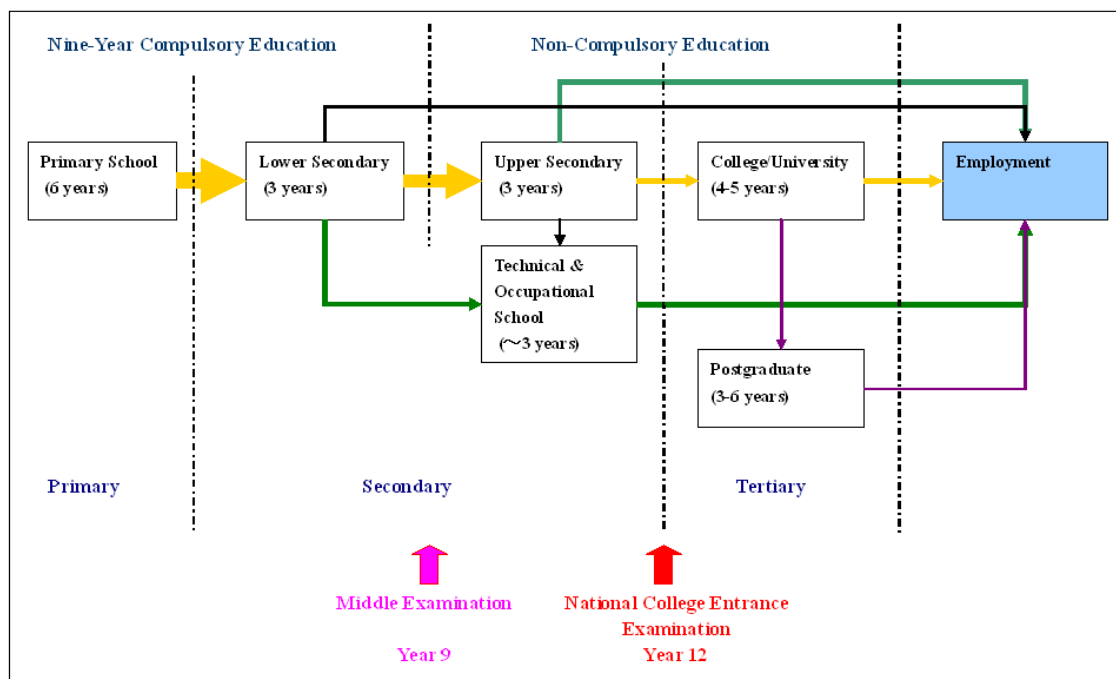 Nine-Year Compulsory Education
Non-Compulsory Education
Primary School
(6 years)
Lower Secondary
(3 years)
Upper Secondary
(3 years)
College/University
(4-5 years)
Employment
Technical &
Occupational
School
(～3 years)
Postgraduate
(3-6 years)
Primary
Secondary
Tertiary
Middle Examination
Year 9
National College Entrance
Examination
Year 12